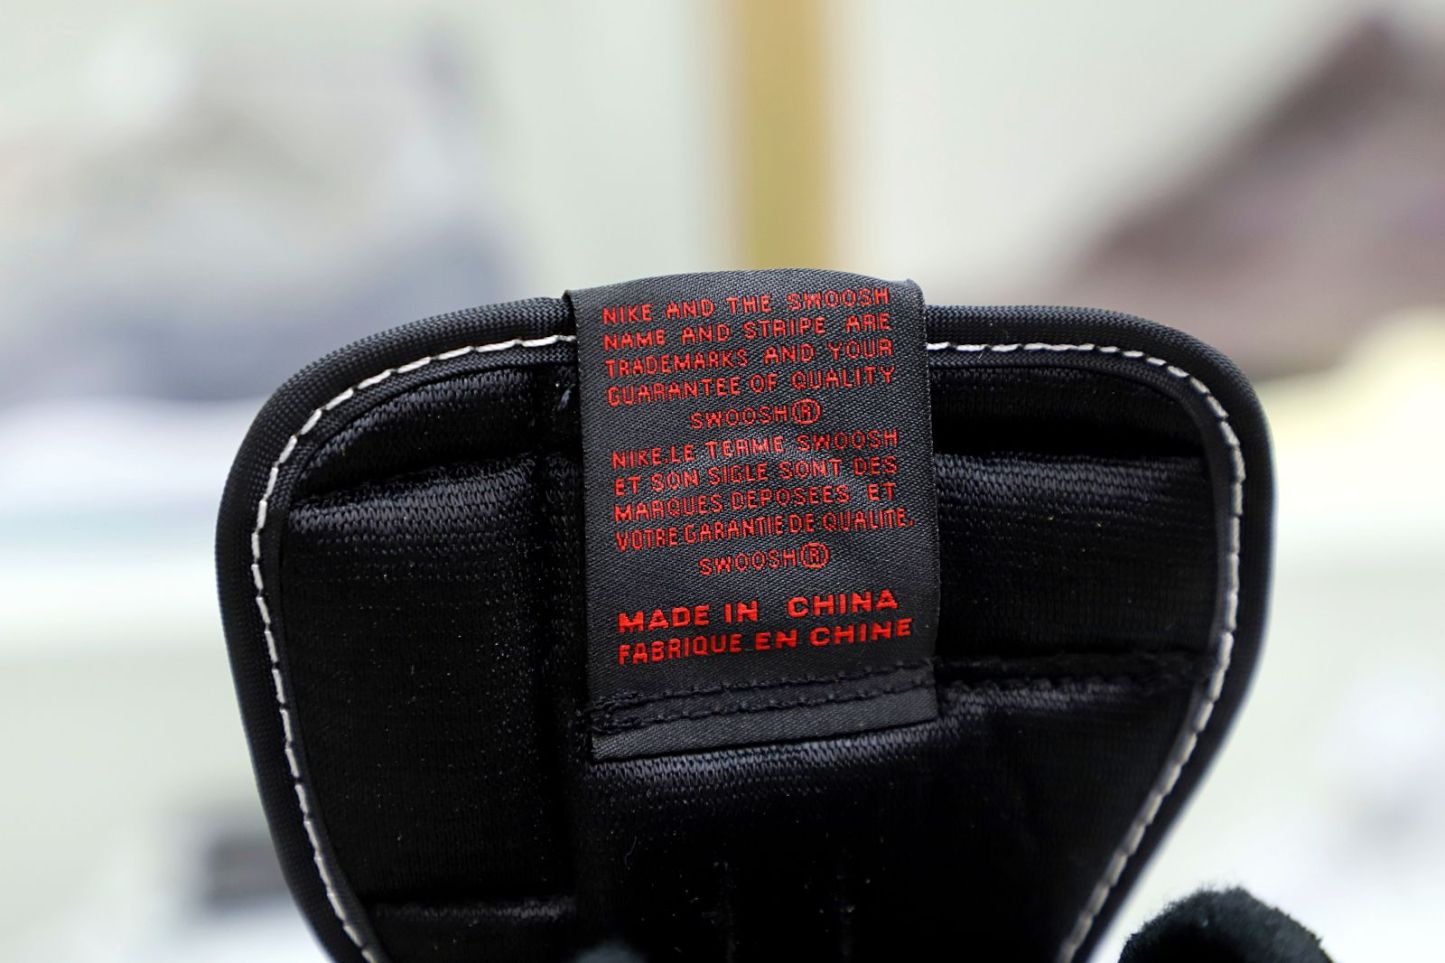 NIKE AND THE SWOOSH
NAME AND STRIPE ARE
TRADEMARKS AND YOUR
GUARANTEE OF QUALITY
SWOOSH®
NIKE,LE TERME SWOOSH
ET SON SIGLE SONT DES
MARQUES DEPOSEES ET
VOTRE GARANTIE DE QUALITE,
SWOOSH®
MADE IN CHINA
FABRIQUE EN CHINE